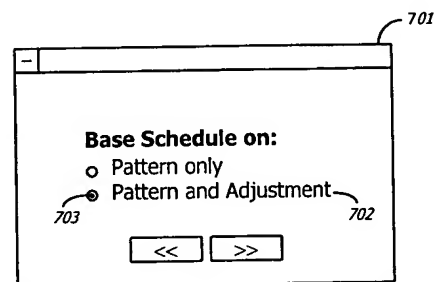 701
Base Schedule on:
Pattern only
Pattern and Adjustment
703
702
<< >>